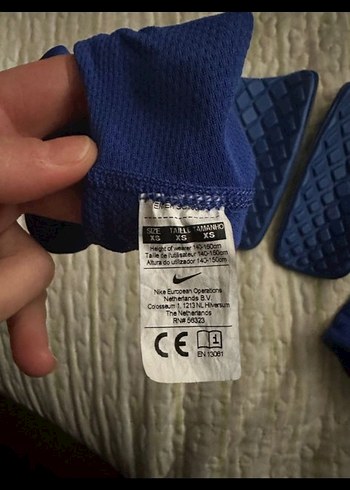 SIZE TAILLE TAMANHO
XS XS XS
Height of wearer 140-150cm
Taille de l'utilisateur 140-150cm
Altura do utilizador 140-150cm
Nike European Operations
Netherlands B.V.
Colosseum 1, 1213 NL Hilversum
The Netherlands
RN# 56323
CE i
EN 13061